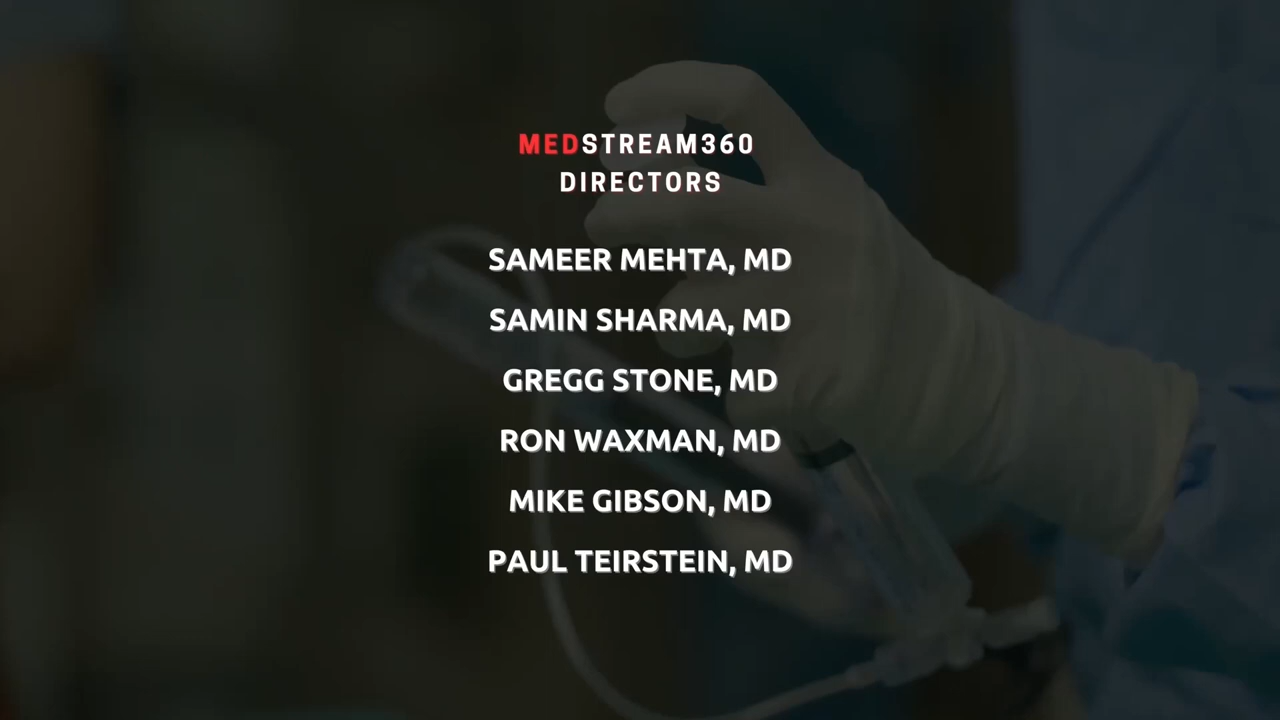 MEDSTREAM360
DIRECTORS
SAMEER MEHTA, MD
SAMIN SHARMA, MD
GREGG STONE, MD
RON WAXMAN, MD
MIKE GIBSON, MD
PAUL TEIRSTEIN, MD